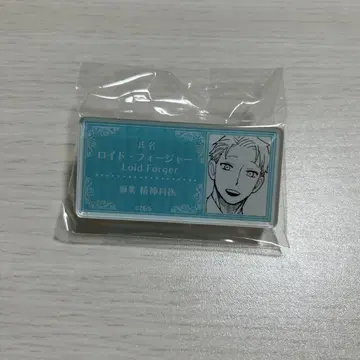 氏名
ロイド・フォージャー
Loid Forger
職業 精神科医